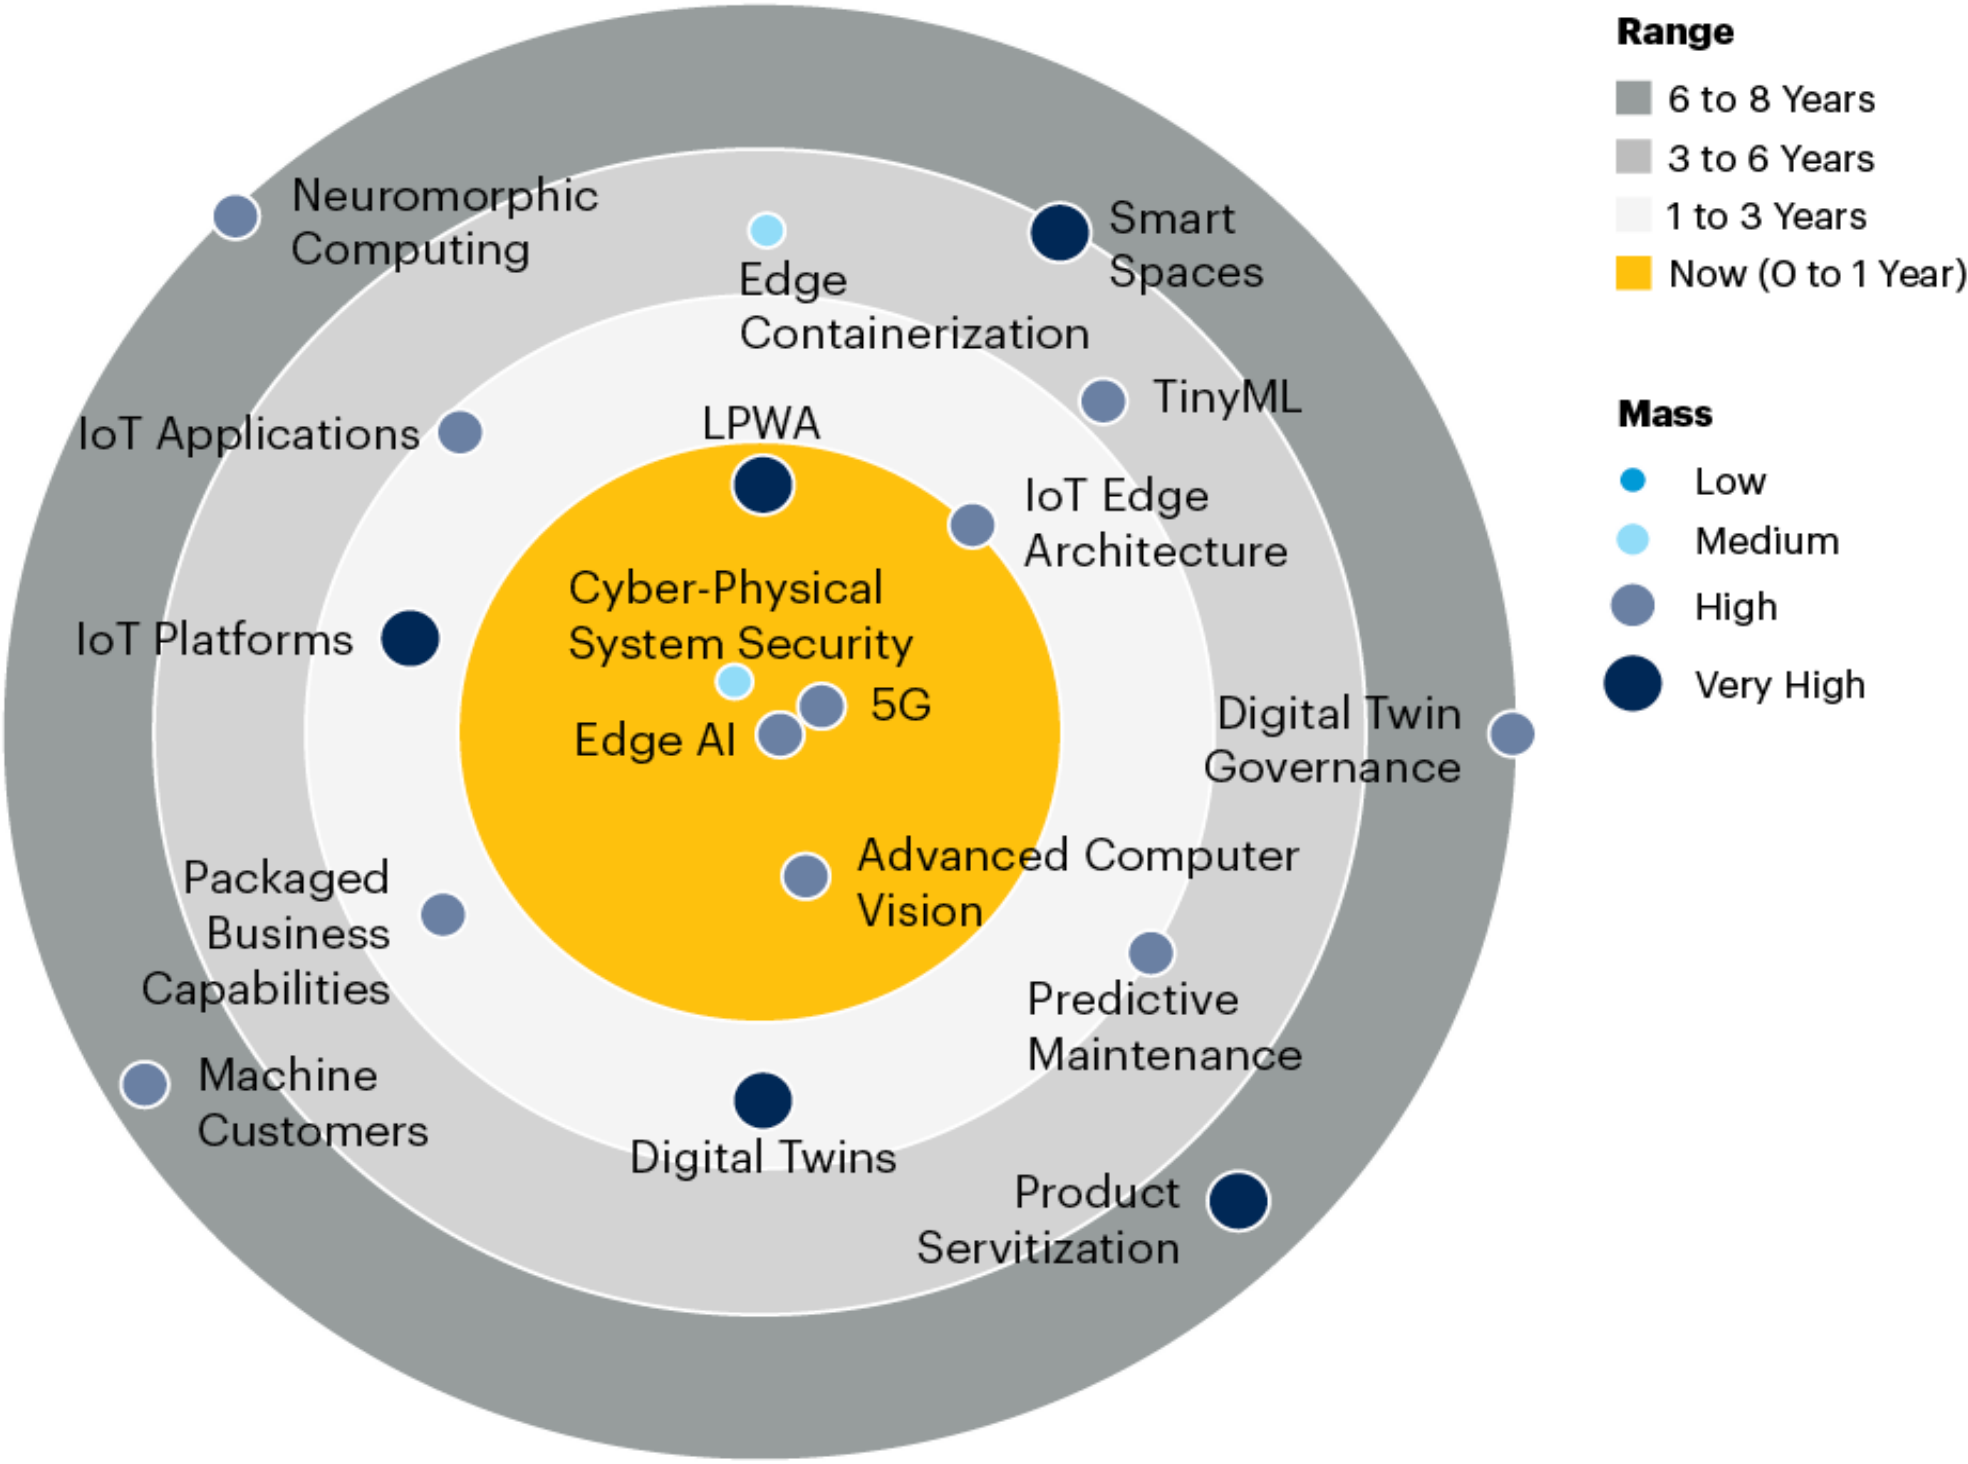 Range
6 to 8 Years
3 to 6 Years
1 to 3 Years
Now (0 to 1 Year)
Mass
Low
Medium
High
Very High
Neuromorphic
Computing
Edge
Containerization
Smart
Spaces
TinyML
IoT Applications
LPWA
IoT Edge
Architecture
IoT Platforms
Cyber-Physical
System Security
5G
Edge AI
Digital Twin
Governance
Advanced Computer
Vision
Packaged
Business
Capabilities
Predictive
Maintenance
Machine
Customers
Digital Twins
Product
Servitization